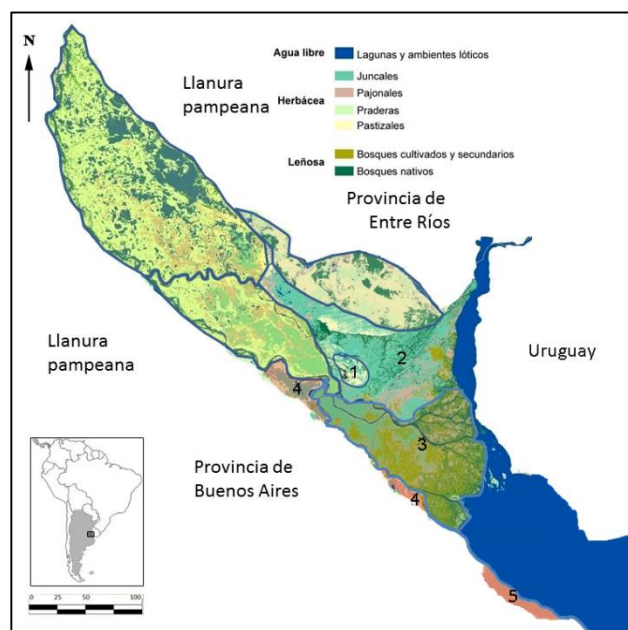 N
Llanura
pampeana
Agua libre
Lagunas y ambientes lóticos
Herbácea
Juncales
Pajonales
Praderas
Pastizales
Leñosa
Bosques cultivados y secundarios
Bosques nativos
Provincia de
Entre Ríos
Llanura
pampeana
Uruguay
2
1
4
3
Provincia de
Buenos Aires
4
5
0 25 50 100